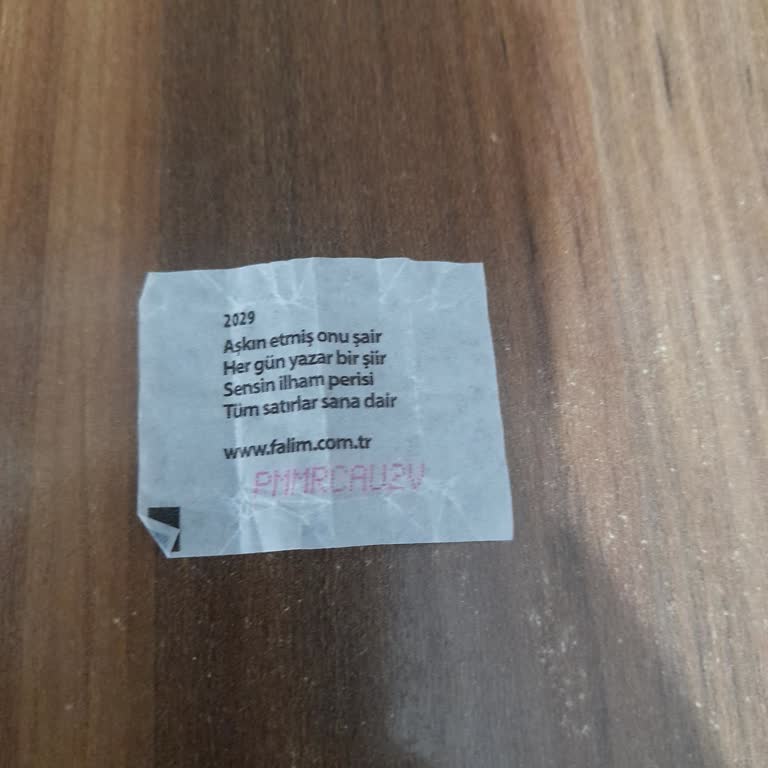 2029
Aşkın etmiş onu şair
Her gün yazar bir şiir
Sensin ilham perisi
Tüm satırlar sana dair
www.falim.com.tr
PMMRCAU2V